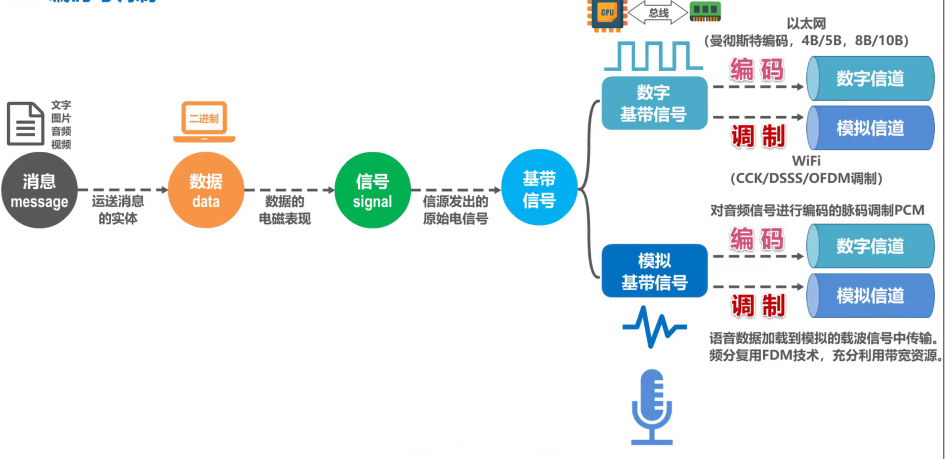 CPU
总线
以太网
(曼彻斯特编码，4B/5B，8B/10B)
编码
数字信道
数字
基带信号
调制
模拟信道
WiFi
(CCK/DSSS/OFDM调制)
文字
图片
音频
视频
二进制
消息
message
运送消息
的实体
数据
data
数据的
电磁表现
信号
signal
信源发出的
原始电信号
基带
信号
对音频信号进行编码的脉码调制PCM
编码
数字信道
模拟
基带信号
调制
模拟信道
语音数据加载到模拟的载波信号中传输。
频分复用FDM技术，充分利用带宽资源。